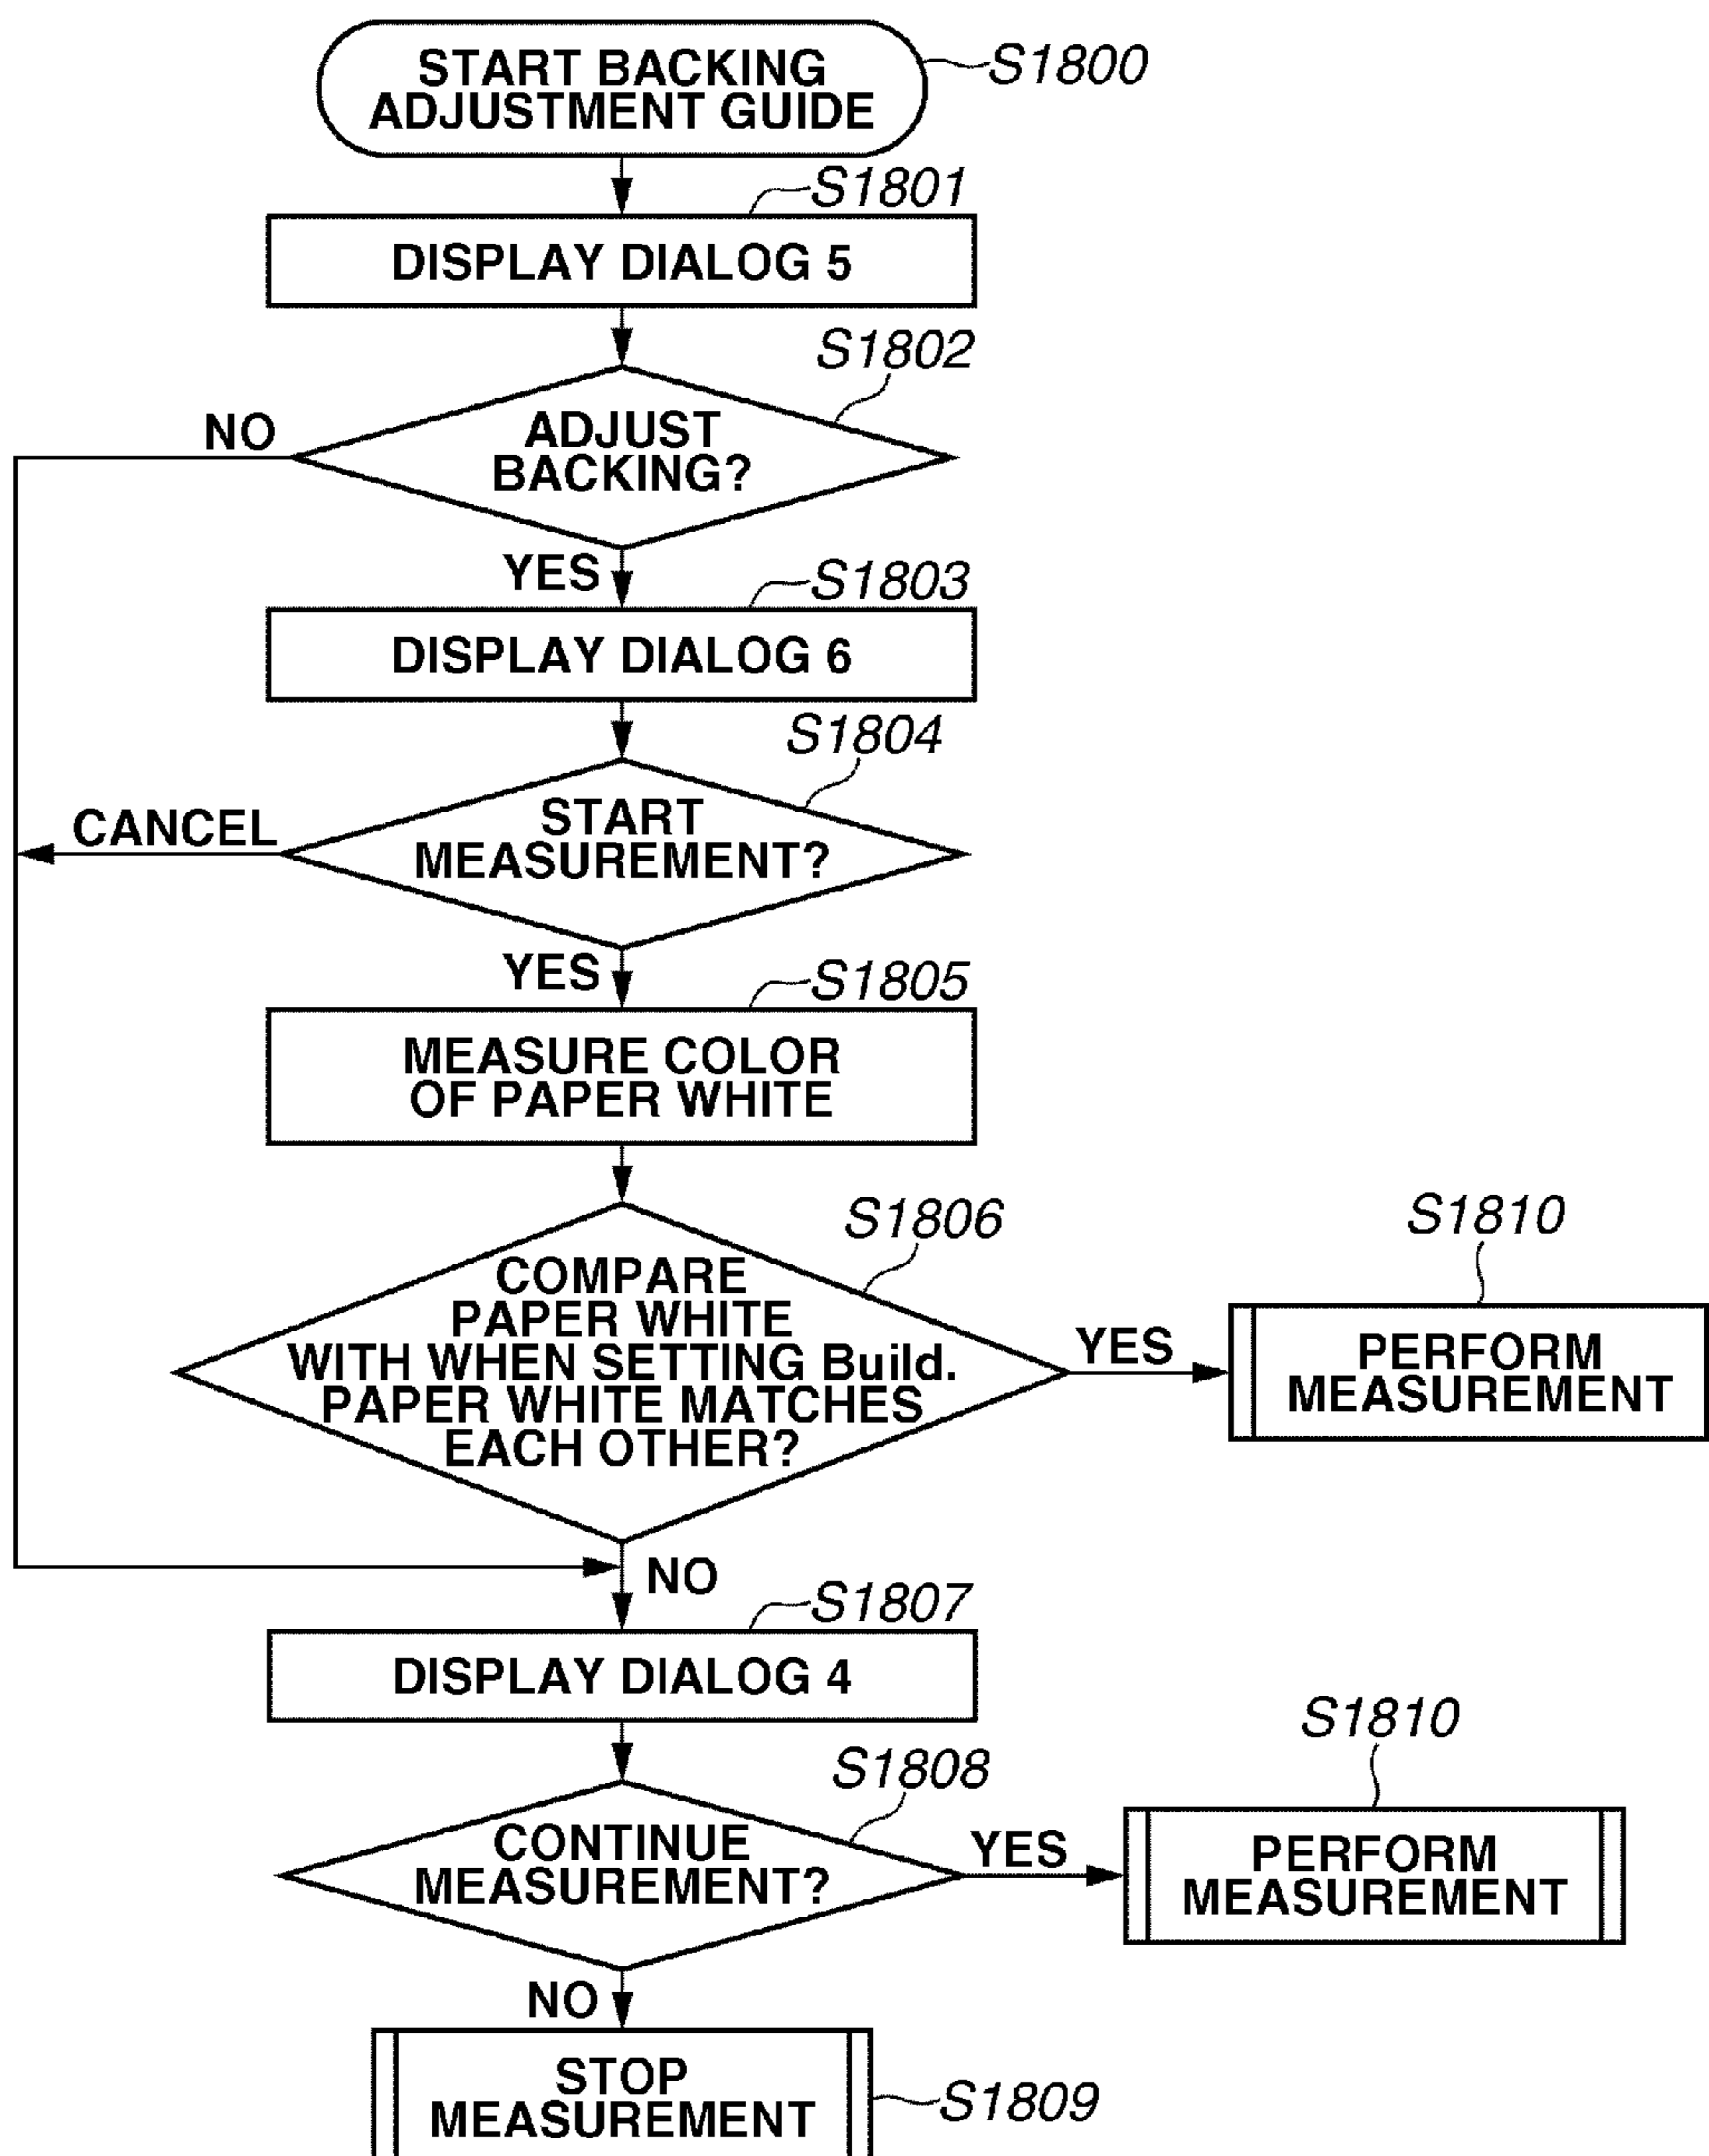 START BACKING
ADJUSTMENT GUIDE
S1800
S1801
DISPLAY DIALOG 5
S1802
ADJUST
BACKING?
NO
YES
S1803
DISPLAY DIALOG 6
S1804
START
MEASUREMENT?
CANCEL
YES
S1805
MEASURE COLOR
OF PAPER WHITE
S1806
COMPARE
PAPER WHITE
WITH WHEN SETTING Build.
PAPER WHITE MATCHES
EACH OTHER?
YES
S1810
PERFORM
MEASUREMENT
NO
S1807
DISPLAY DIALOG 4
S1808
CONTINUE
MEASUREMENT?
YES
S1810
PERFORM
MEASUREMENT
NO
STOP
MEASUREMENT
S1809